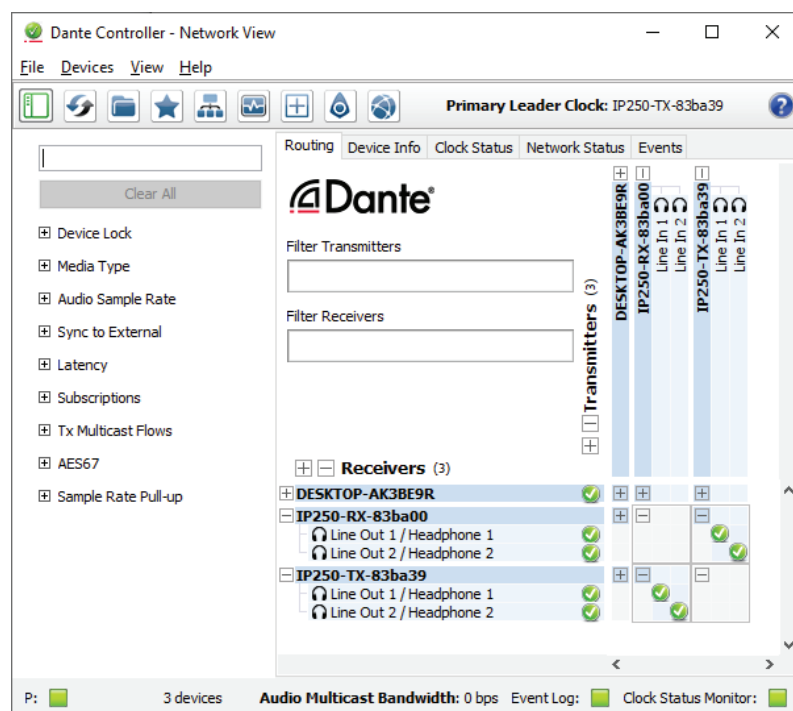 Dante Controller - Network View
File Devices View Help
Primary Leader Clock: IP250-TX-83ba39
?
Clear All
Device Lock
Media Type
Audio Sample Rate
Sync to External
Latency
Subscriptions
Tx Multicast Flows
AES67
Sample Rate Pull-up
Routing Device Info Clock Status Network Status Events
Dante®
Filter Transmitters
Filter Receivers
Transmitters (3)
DESKTOP-AK3BE9R
IP250-RX-83ba00
Line In 1
Line In 2
IP250-TX-83ba39
Line In 1
Line In 2
Receivers (3)
DESKTOP-AK3BE9R
IP250-RX-83ba00
Line Out 1 / Headphone 1
Line Out 2 / Headphone 2
IP250-TX-83ba39
Line Out 1 / Headphone 1
Line Out 2 / Headphone 2
P: 3 devices Audio Multicast Bandwidth: 0 bps Event Log: Clock Status Monitor: